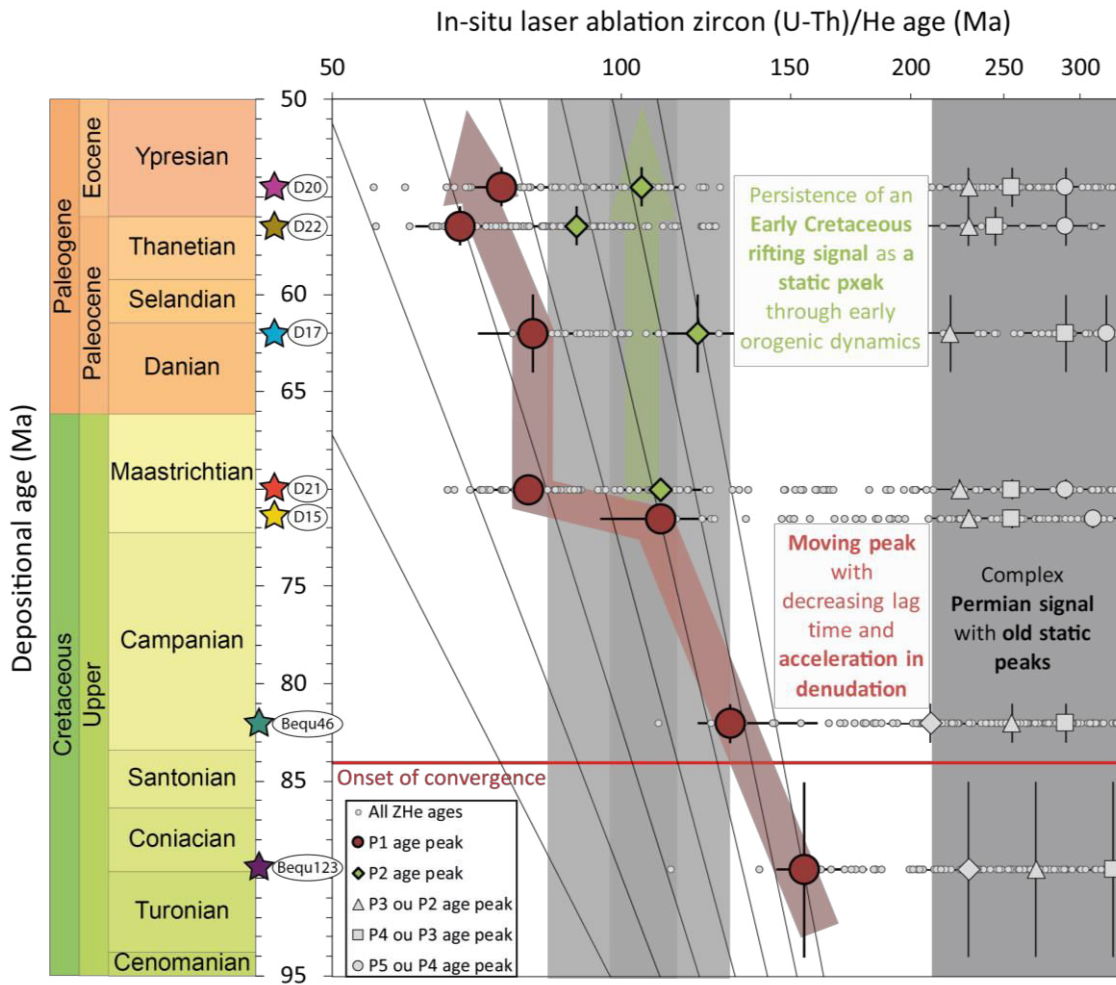 In-situ laser ablation zircon (U-Th)/He age (Ma)
50 100 150 200 250 300
Depositional age (Ma)
50
60
65
75
80
85
95
Paleogene
Cretaceous
Eocene
Paleocene
Upper
Ypresian
Thanetian
Selandian
Danian
Maastrichtian
Campanian
Santonian
Coniacian
Turonian
Cenomanian
D20
D22
D17
D21
D15
Bequ46
Bequ123
Persistence of an
Early Cretaceous
rifting signal as a
static pxak
through early
orogenic dynamics
Moving peak
with
decreasing lag
time and
acceleration in
denudation
Complex
Permian signal
with old static
peaks
Onset of convergence
All ZHe ages
P1 age peak
P2 age peak
P3 ou P2 age peak
P4 ou P3 age peak
P5 ou P4 age peak